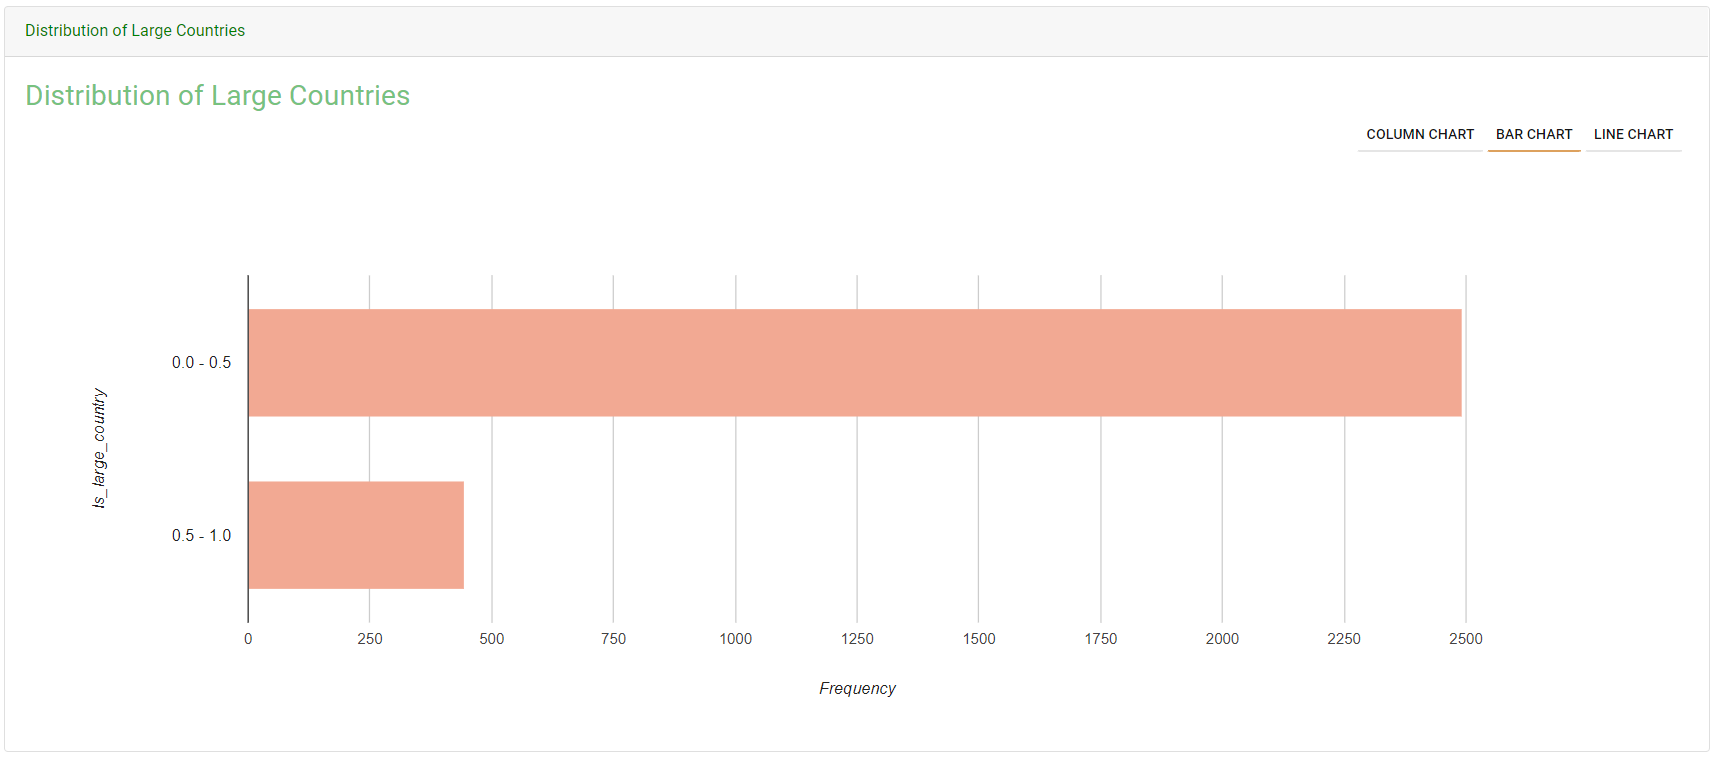 Distribution of Large Countries
Distribution of Large Countries
COLUMN CHART BAR CHART LINE CHART
0.0 - 0.5
Is_large_country
0.5 - 1.0
0 250 500 750 1000 1250 1500 1750 2000 2250 2500
Frequency